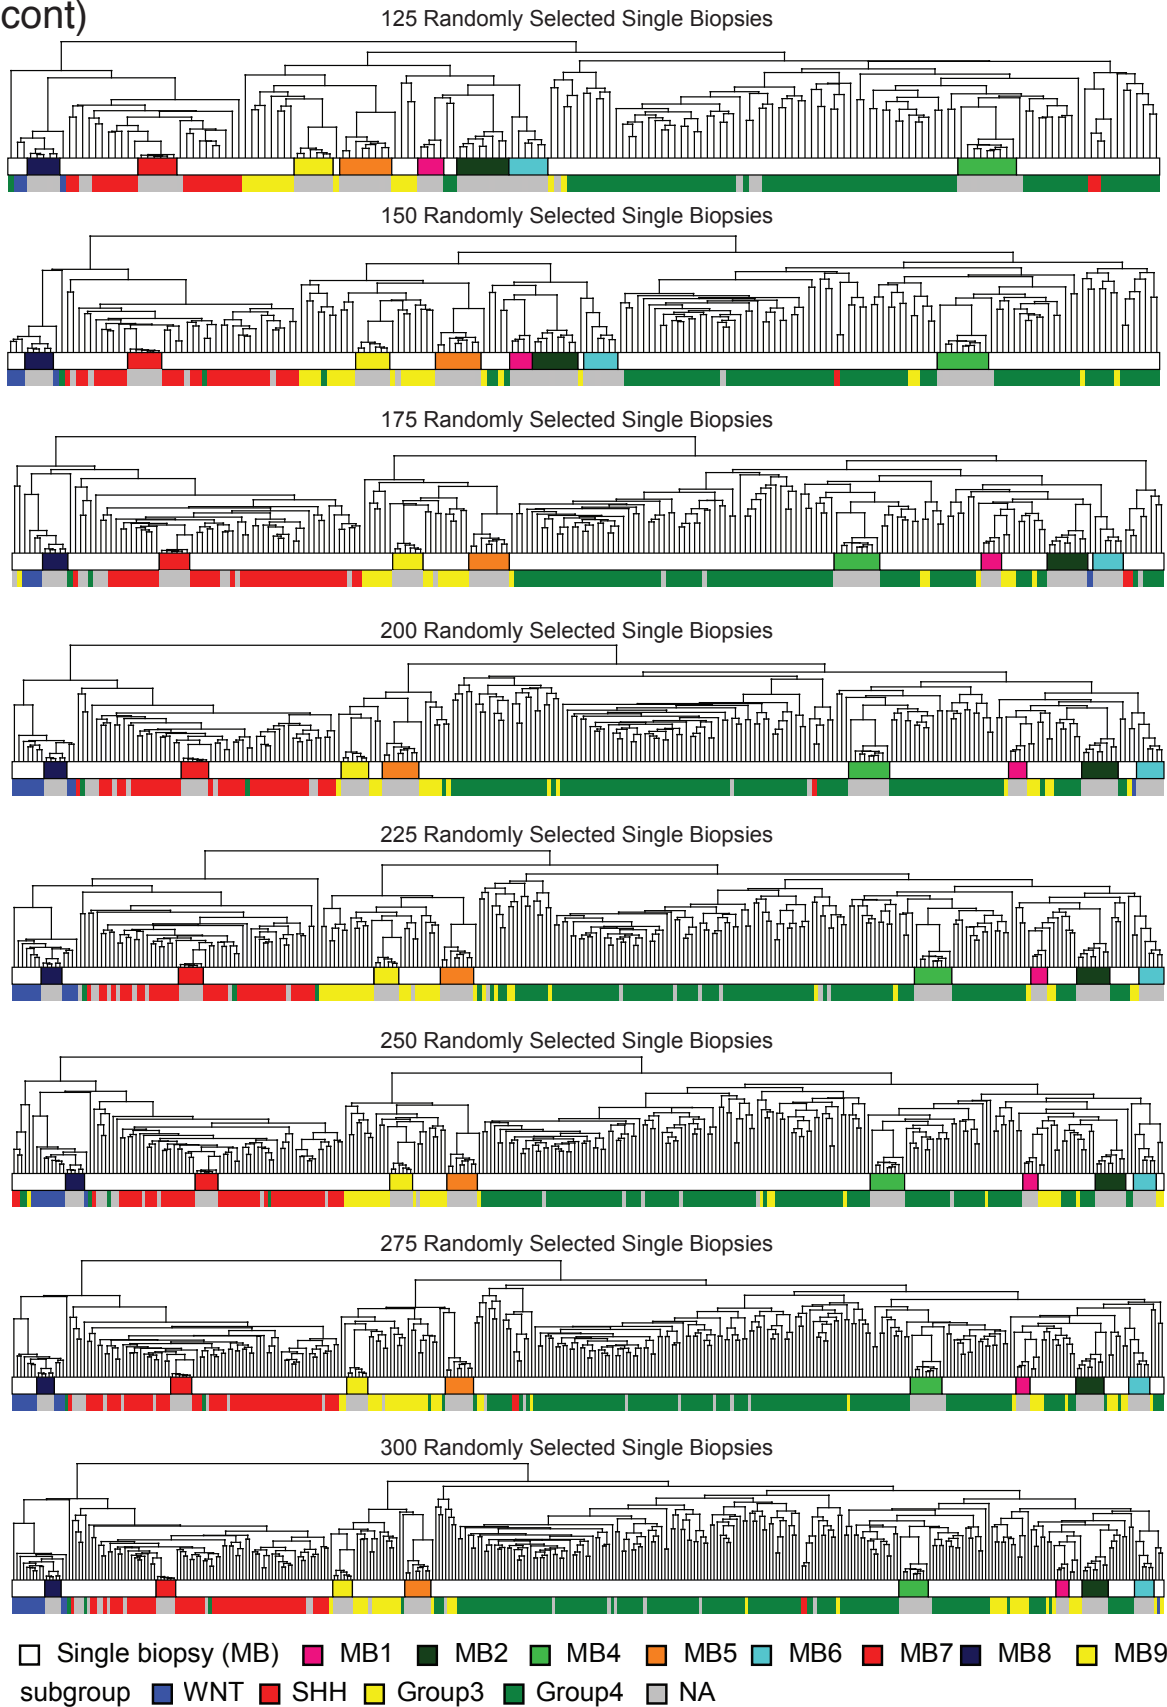 cont)
125 Randomly Selected Single Biopsies
150 Randomly Selected Single Biopsies
175 Randomly Selected Single Biopsies
200 Randomly Selected Single Biopsies
225 Randomly Selected Single Biopsies
250 Randomly Selected Single Biopsies
275 Randomly Selected Single Biopsies
300 Randomly Selected Single Biopsies
Single biopsy (MB) MB1 MB2 MB4 MB5 MB6 MB7 MB8 MB9
subgroup WNT SHH Group3 Group4 NA